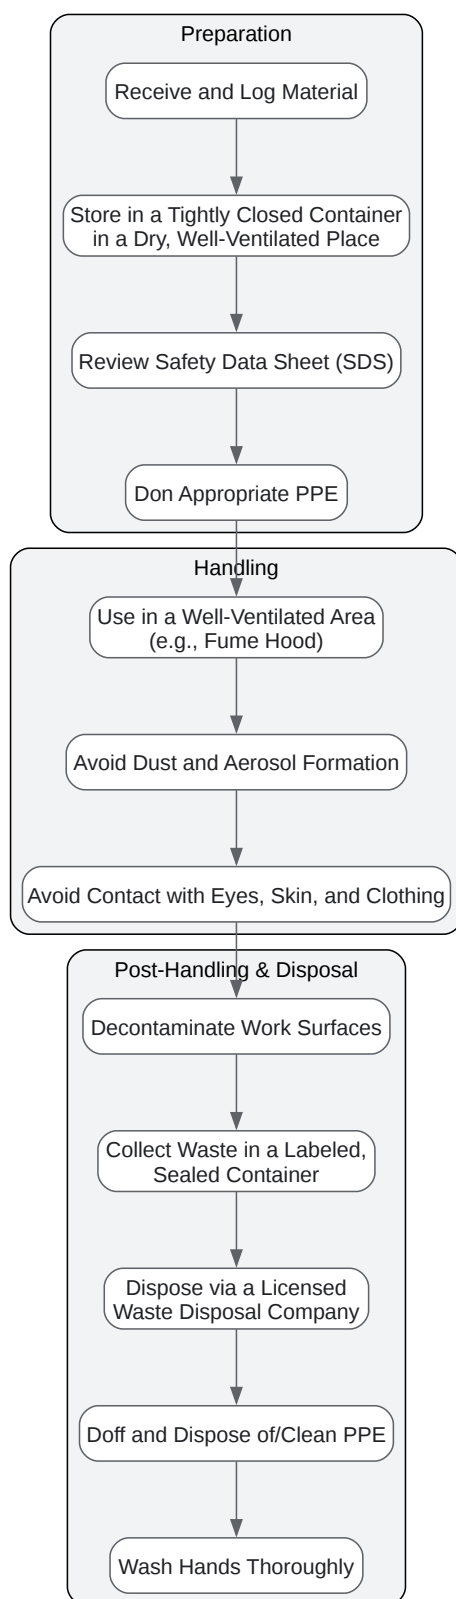 Preparation
Receive and Log Material
Store in a Tightly Closed Container
in a Dry, Well-Ventilated Place
Review Safety Data Sheet (SDS)
Don Appropriate PPE
Handling
Use in a Well-Ventilated Area
(e.g., Fume Hood)
Avoid Dust and Aerosol Formation
Avoid Contact with Eyes, Skin, and Clothing
Post-Handling & Disposal
Decontaminate Work Surfaces
Collect Waste in a Labeled,
Sealed Container
Dispose via a Licensed
Waste Disposal Company
Doff and Dispose of/Clean PPE
Wash Hands Thoroughly